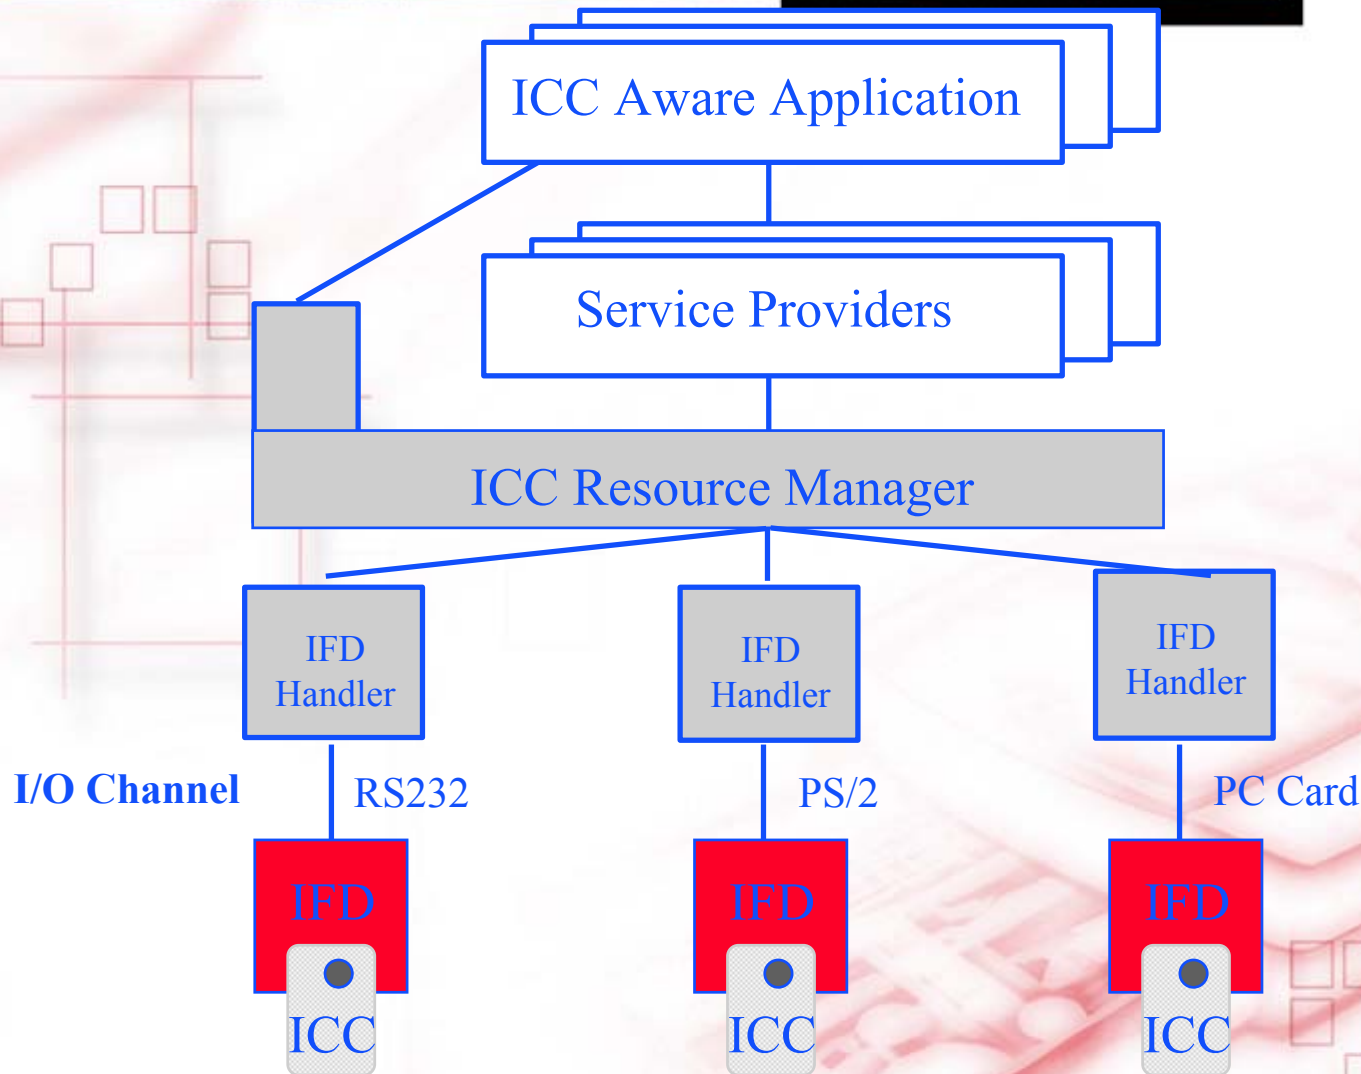 ICC Aware Application
Service Providers
ICC Resource Manager
IFD
Handler
IFD
Handler
IFD
Handler
I/O Channel
RS232
PS/2
PC Card
IFD
IFD
IFD
ICC
ICC
ICC